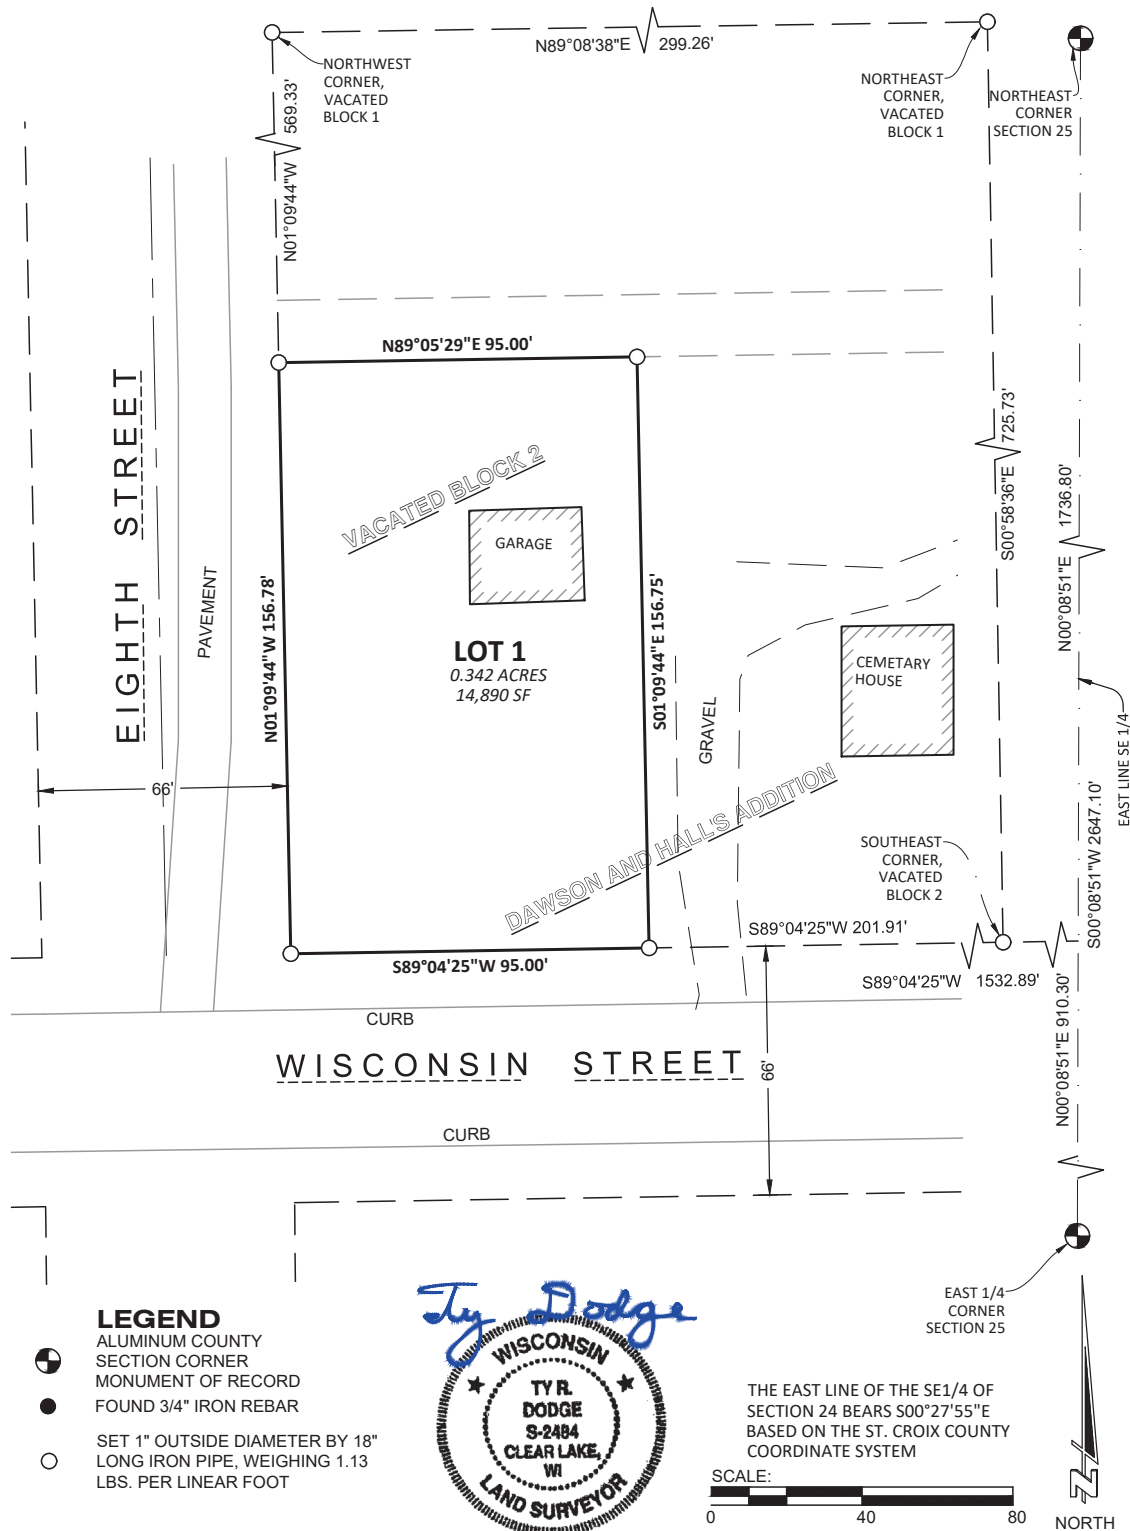 N89°08'38"E 299.26'
NORTHWEST
CORNER,
VACATED
BLOCK 1
NORTHEAST
CORNER,
VACATED
BLOCK 1
NORTHEAST
CORNER
SECTION 25
N01°09'44"W 569.33'
N89°05'29"E 95.00'
EIGHTH STREET
PAVEMENT
VACATED BLOCK 2
GARAGE
S00°58'36"E 725.73'
N00°08'51"E 1736.80'
N01°09'44"W 156.78'
LOT 1
0.342 ACRES
14,890 SF
S01°09'44"E 156.75'
CEMETARY
HOUSE
GRAVEL
EAST LINE SE 1/4
66'
DAWSON AND HALL'S ADDITION
S00°08'51"W 2647.10'
SOUTHEAST
CORNER,
VACATED
BLOCK 2
S89°04'25"W 201.91'
S89°04'25"W 95.00'
S89°04'25"W 1532.89'
CURB
WISCONSIN STREET
66'
N00°08'51"E 910.30'
CURB
EAST 1/4
CORNER
SECTION 25
LEGEND
ALUMINUM COUNTY
SECTION CORNER
MONUMENT OF RECORD
FOUND 3/4" IRON REBAR
SET 1" OUTSIDE DIAMETER BY 18"
LONG IRON PIPE, WEIGHING 1.13
LBS. PER LINEAR FOOT
Ty Dodge
WISCONSIN
TY R.
DODGE
S-2484
CLEAR LAKE,
WI
LAND SURVEYOR
THE EAST LINE OF THE SE1/4 OF
SECTION 24 BEARS S00°27'55"E
BASED ON THE ST. CROIX COUNTY
COORDINATE SYSTEM
SCALE:
0 40 80
N
NORTH